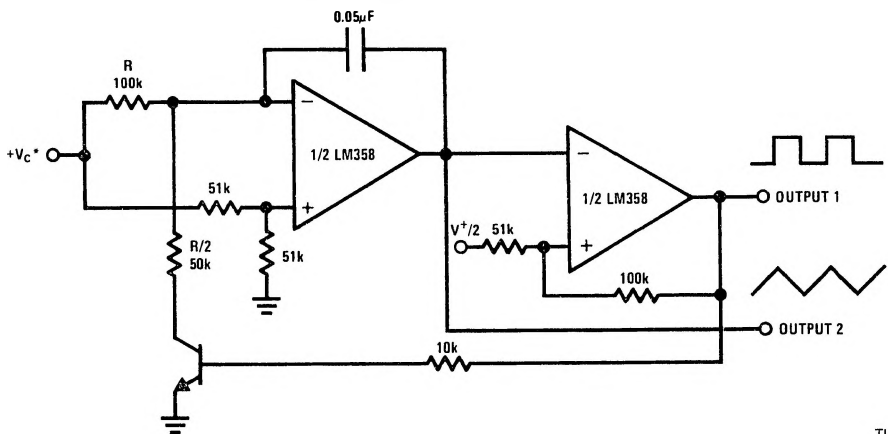 0.05µF
R
100k
−
1/2 LM358
+
+VC*
51k
51k
R/2
50k
−
1/2 LM358
+
V+/2
51k
100k
OUTPUT 1
OUTPUT 2
10k